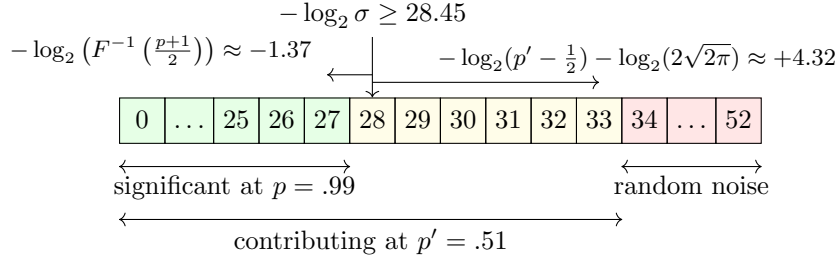 − log₂ σ ≥ 28.45
− log₂ (F⁻¹ ((p+1)/2)) ≈ −1.37
− log₂(p′ − 1/2) − log₂(2√2π) ≈ +4.32
0 … 25 26 27 28 29 30 31 32 33 34 … 52
significant at p = .99
random noise
contributing at p′ = .51